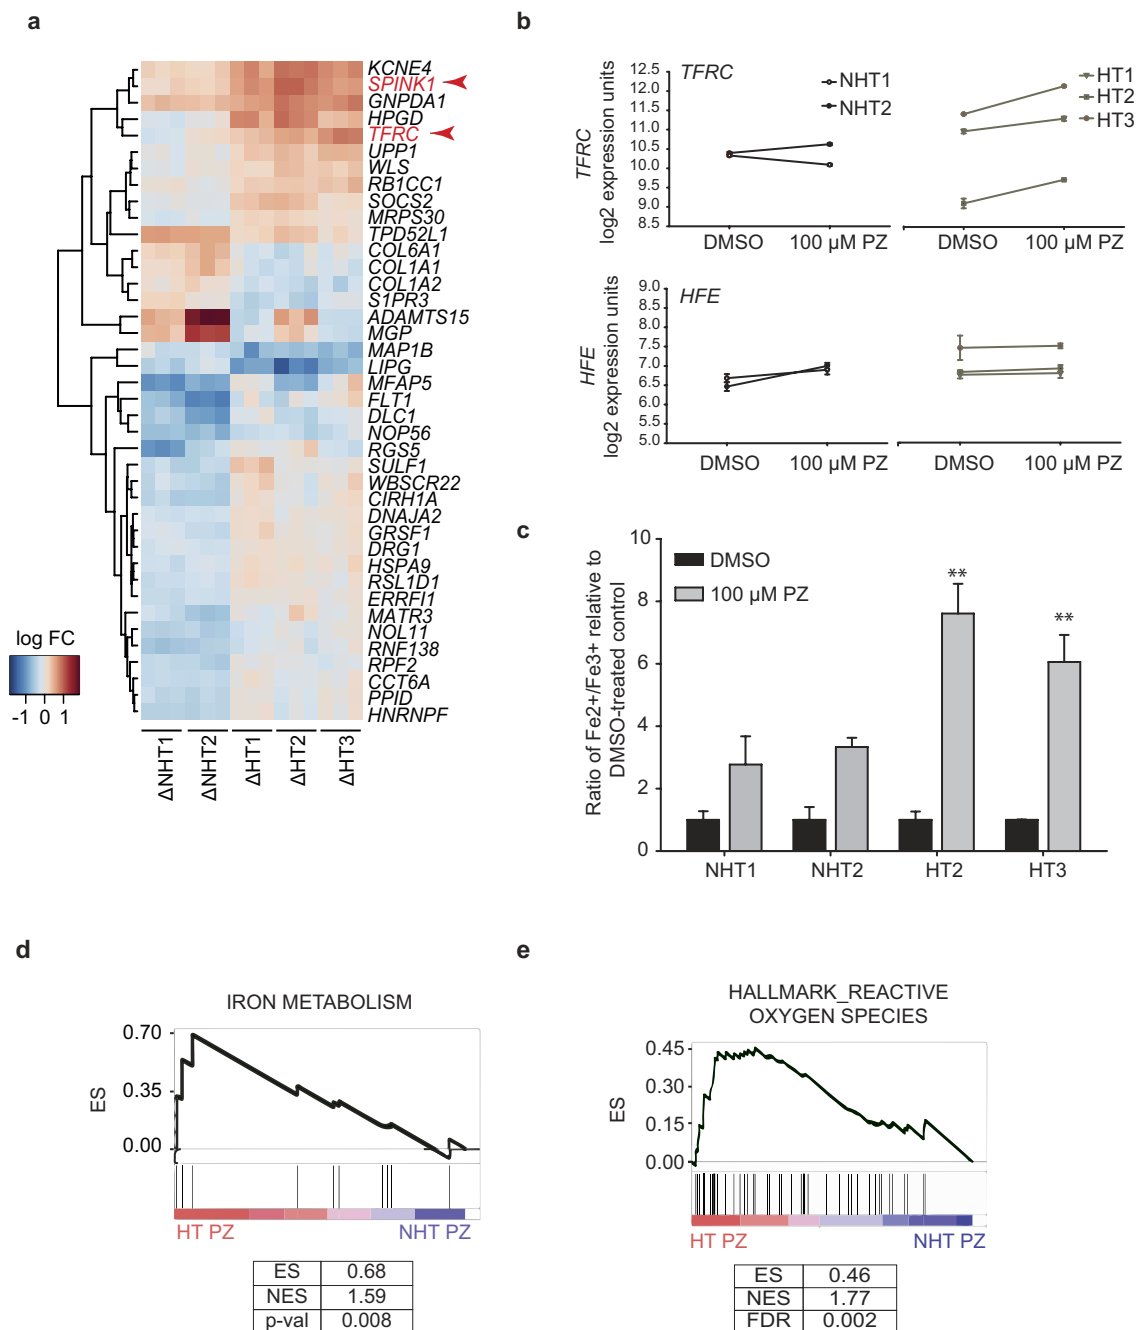 a
KCNE4
SPINK1
GNPDA1
HPGD
TFRC
UPP1
WLS
RB1CC1
SOCS2
MRPS30
TPD52L1
COL6A1
COL1A1
COL1A2
S1PR3
ADAMTS15
MGP
MAP1B
LIPG
MFAP5
FLT1
DLC1
NOP56
RGS5
SULF1
WBSCR22
CIRH1A
DNAJA2
GRSF1
DRG1
HSPA9
RSL1D1
ERRFI1
MATR3
NOL11
RNF138
RPF2
CCT6A
PPID
HNRNPF
log FC
-1 0 1
ΔNHT1
ΔNHT2
ΔHT1
ΔHT2
ΔHT3
b
TFRC
log2 expression units
12.5
11.5
11.0
10.5
9.5
9.0
8.5
TFRC
NHT1
NHT2
HT1
HT2
HT3
DMSO
100 µM PZ
DMSO
100 µM PZ
HFE
log2 expression units
9.0
8.0
7.5
7.0
6.5
6.0
5.5
5.0
HFE
DMSO
100 µM PZ
DMSO
100 µM PZ
c
Ratio of Fe2+/Fe3+ relative to
DMSO-treated control
10
8
6
4
2
0
DMSO
100 µM PZ
**
**
NHT1
NHT2
HT2
HT3
d
IRON METABOLISM
ES
0.70
0.35
0.00
HT PZ
NHT PZ
ES 0.68
NES 1.59
p-val 0.008
e
HALLMARK_REACTIVE
OXYGEN SPECIES
ES
0.45
0.30
0.15
0.00
HT PZ
NHT PZ
ES 0.46
NES 1.77
FDR 0.002